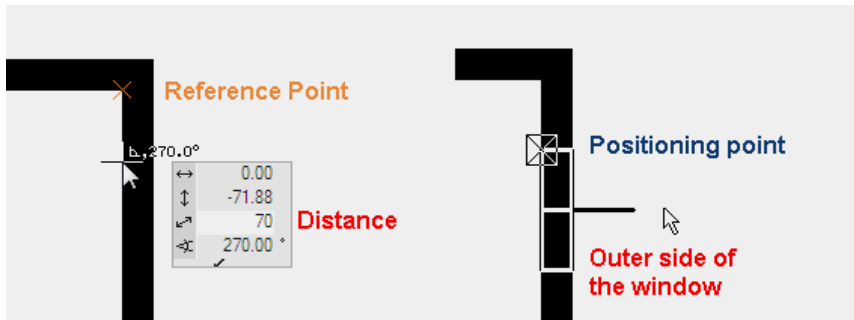 Reference Point
270.0°
0.00
-71.88
70
Distance
270.00 °
Positioning point
Outer side of
the window